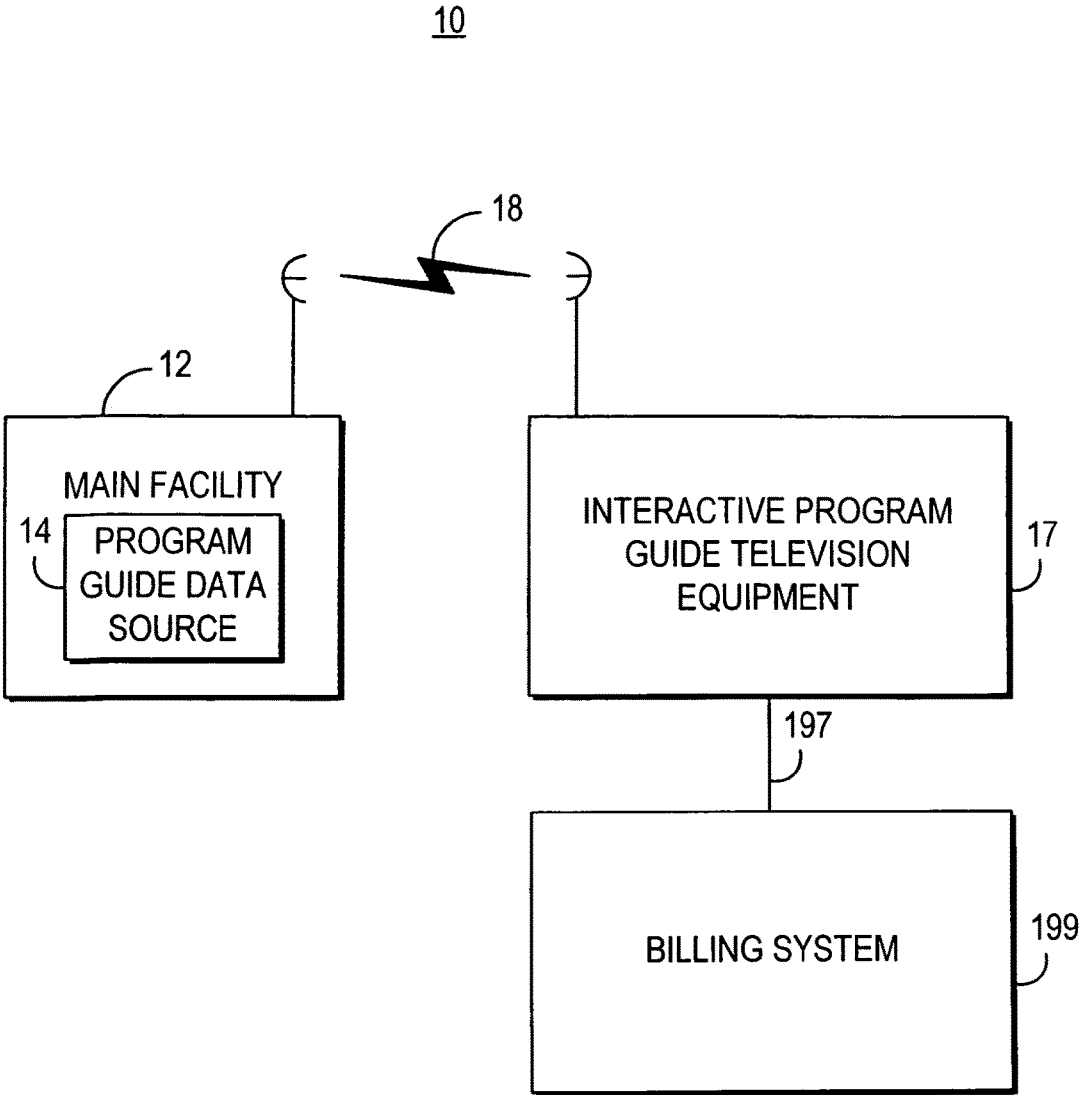 10
18
12
MAIN FACILITY
14
PROGRAM
GUIDE DATA
SOURCE
INTERACTIVE PROGRAM
GUIDE TELEVISION
EQUIPMENT
17
197
BILLING SYSTEM
199